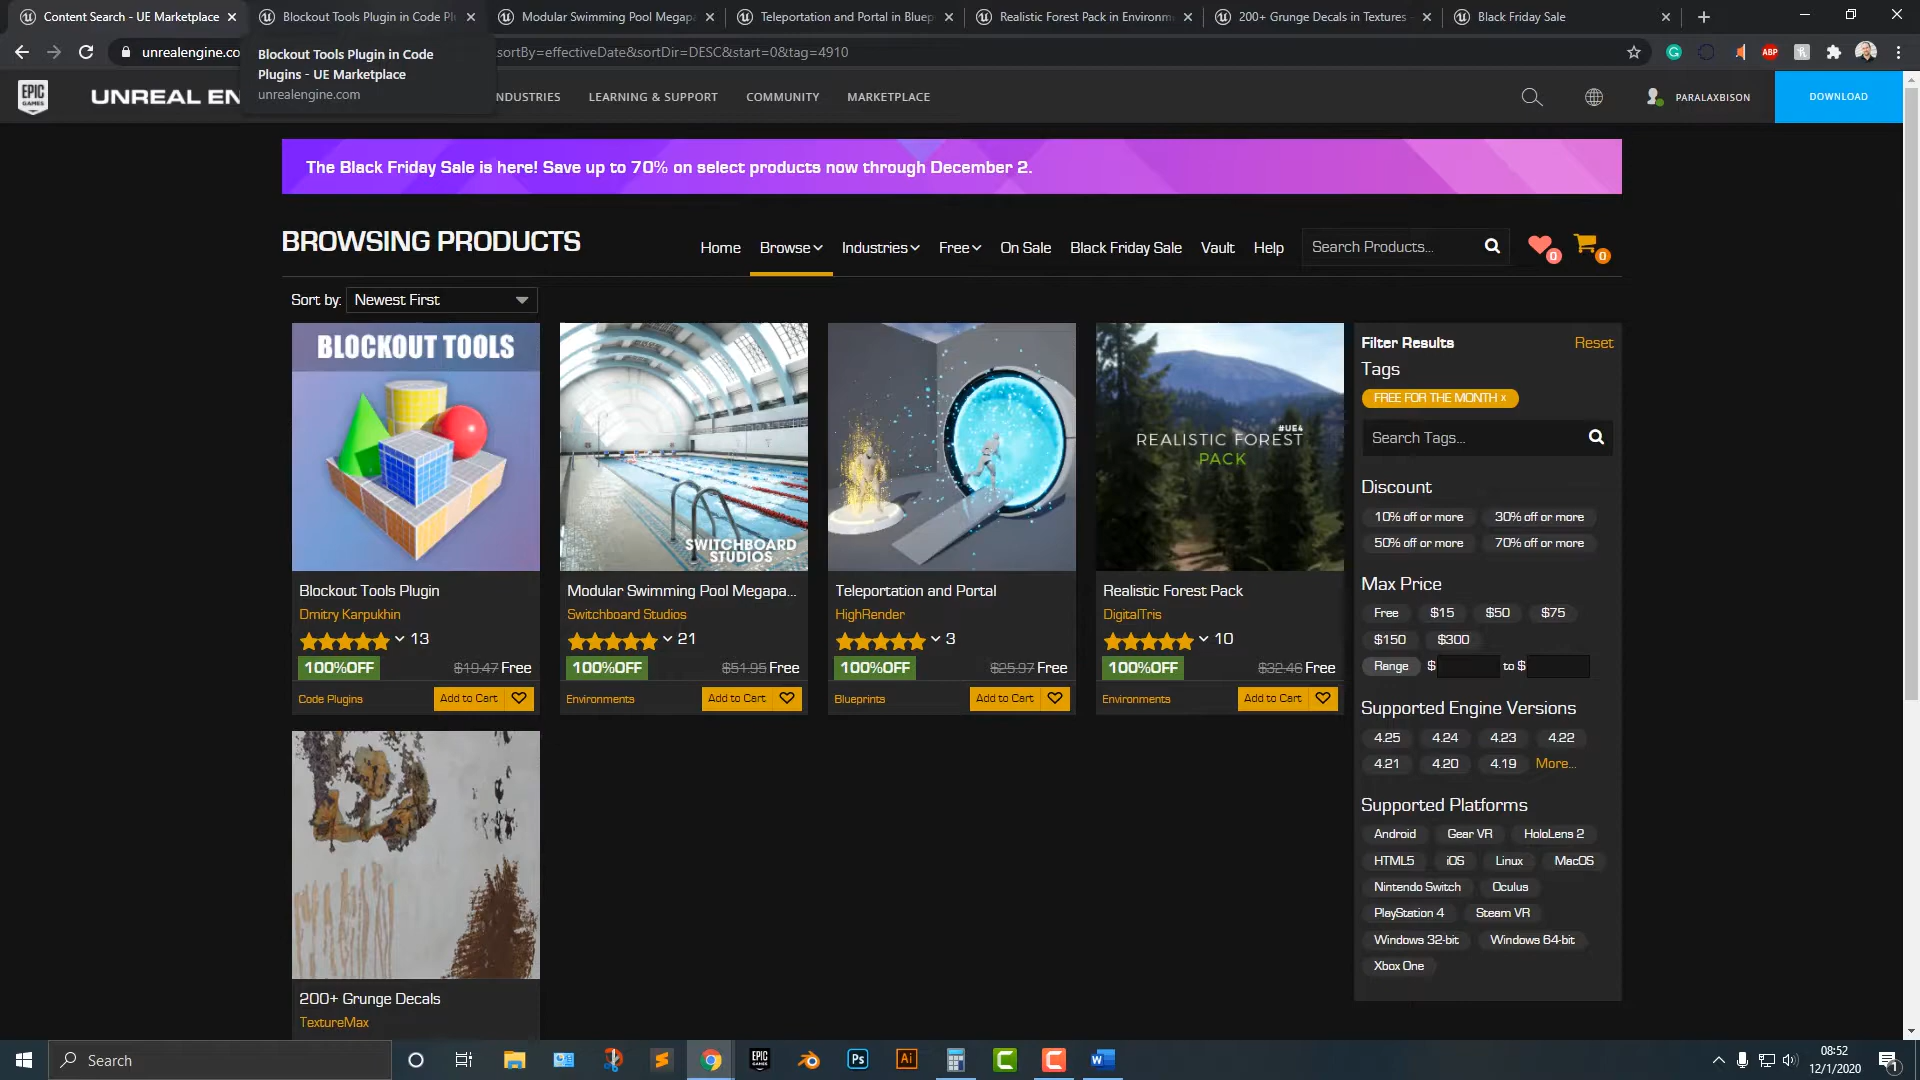 Content Search - UE Marketplace
Blockout Tools Plugin in Code Pl
Modular Swimming Pool Megapa
Teleportation and Portal in Bluep
Realistic Forest Pack in Environm
200+ Grunge Decals in Textures
Black Friday Sale
unrealengine.co
sortBy=effectiveDate&sortDir=DESC&start=0&tag=4910
ABP
Blockout Tools Plugin in Code
Plugins - UE Marketplace
unrealengine.com
EPIC
GAMES
UNREAL EN
NDUSTRIES
LEARNING & SUPPORT
COMMUNITY
MARKETPLACE
PARALAXBISON
DOWNLOAD
The Black Friday Sale is here! Save up to 70% on select products now through December 2.
BROWSING PRODUCTS
Home
Browse
Industries
Free
On Sale
Black Friday Sale
Vault
Help
Search Products...
0
0
Sort by:
Newest First
BLOCKOUT TOOLS
Blockout Tools Plugin
Dmitry Karpukhin
13
100%OFF
$19.47 Free
Code Plugins
Add to Cart
SWITCHBOARD
STUDIOS
Modular Swimming Pool Megapa...
Switchboard Studios
21
100%OFF
$51.95 Free
Environments
Add to Cart
Teleportation and Portal
HighRender
3
100%OFF
$25.97 Free
Blueprints
Add to Cart
#UE4
REALISTIC FOREST
PACK
Realistic Forest Pack
DigitalTris
10
100%OFF
$32.46 Free
Environments
Add to Cart
200+ Grunge Decals
TextureMax
Filter Results
Reset
Tags
FREE FOR THE MONTH x
Search Tags...
Discount
10% off or more
30% off or more
50% off or more
70% off or more
Max Price
Free
$15
$50
$75
$150
$300
Range
$
to $
Supported Engine Versions
4.25
4.24
4.23
4.22
4.21
4.20
4.19
More...
Supported Platforms
Android
Gear VR
HoloLens 2
HTML5
iOS
Linux
MacOS
Nintendo Switch
Oculus
PlayStation 4
Steam VR
Windows 32-bit
Windows 64-bit
Xbox One
Search
EPIC
Ps
Ai
08:52
12/1/2020
1